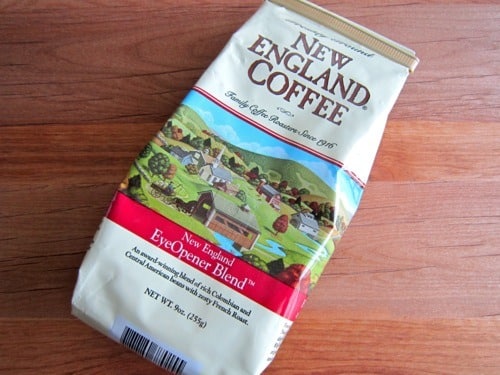 NEW
ENGLAND
COFFEE®
Family Coffee Roasters Since 1916
New England
EyeOpener Blend™
An award-winning blend of rich Colombian and
Central American beans with zesty French Roast.
NET WT. 9oz. (255g)